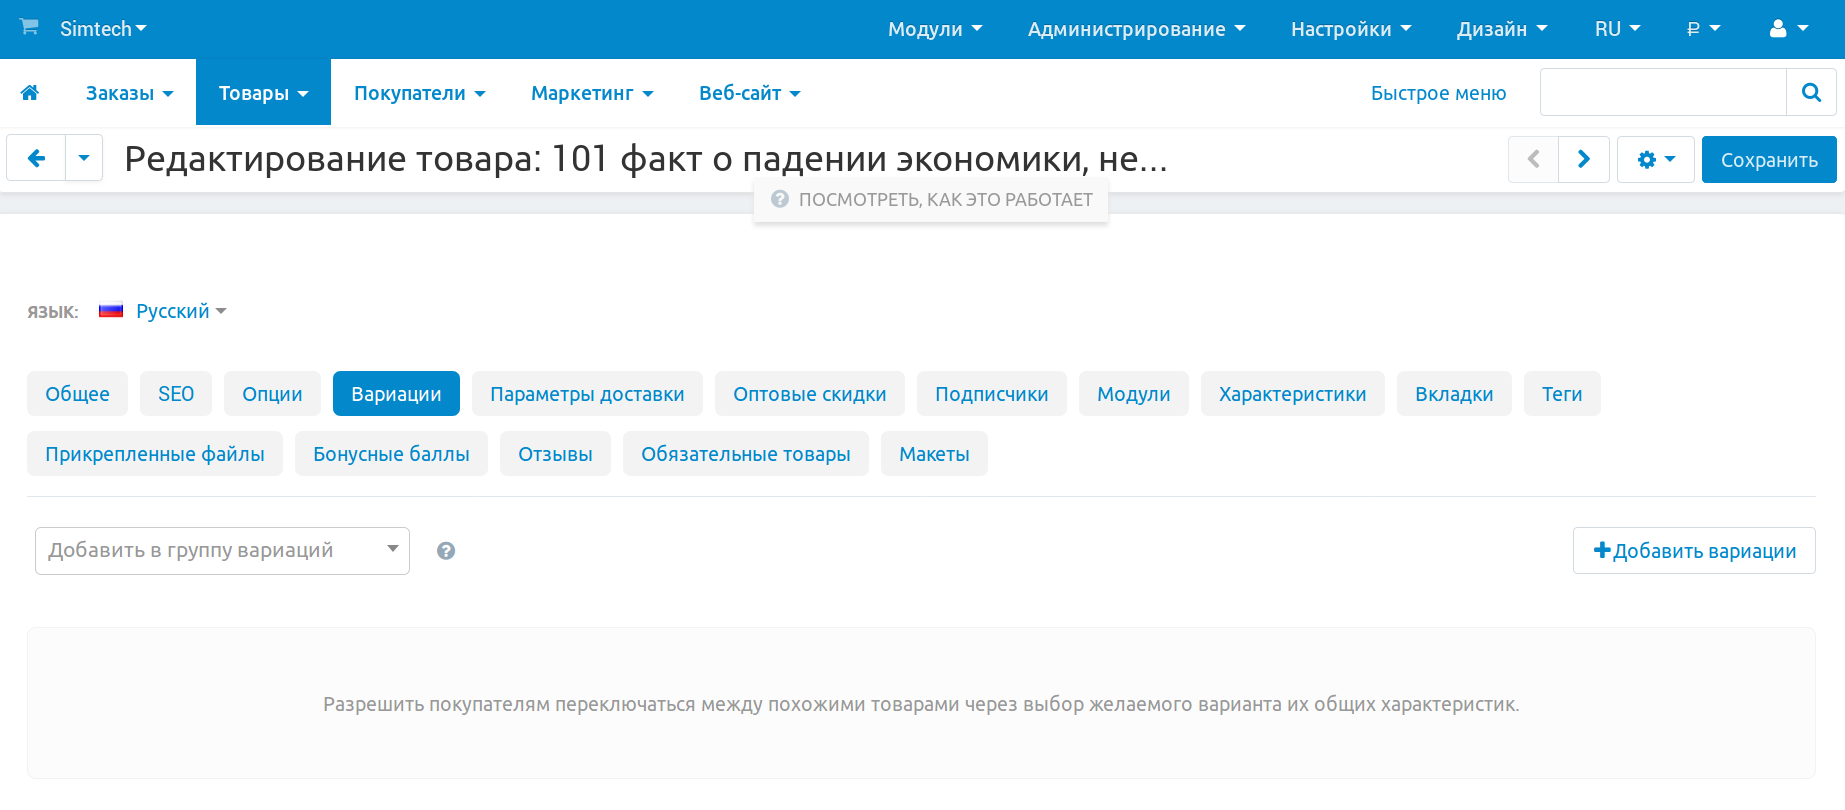 Simtech Модули Администрирование Настройки Дизайн RU ₽
Заказы Товары Покупатели Маркетинг Веб-сайт Быстрое меню
Редактирование товара: 101 факт о падении экономики, не... Сохранить
ПОСМОТРЕТЬ, КАК ЭТО РАБОТАЕТ
ЯЗЫК: Русский
Общее SEO Опции Вариации Параметры доставки Оптовые скидки Подписчики Модули Характеристики Вкладки Теги
Прикрепленные файлы Бонусные баллы Отзывы Обязательные товары Макеты
Добавить в группу вариаций Добавить вариации
Разрешить покупателям переключаться между похожими товарами через выбор желаемого варианта их общих характеристик.